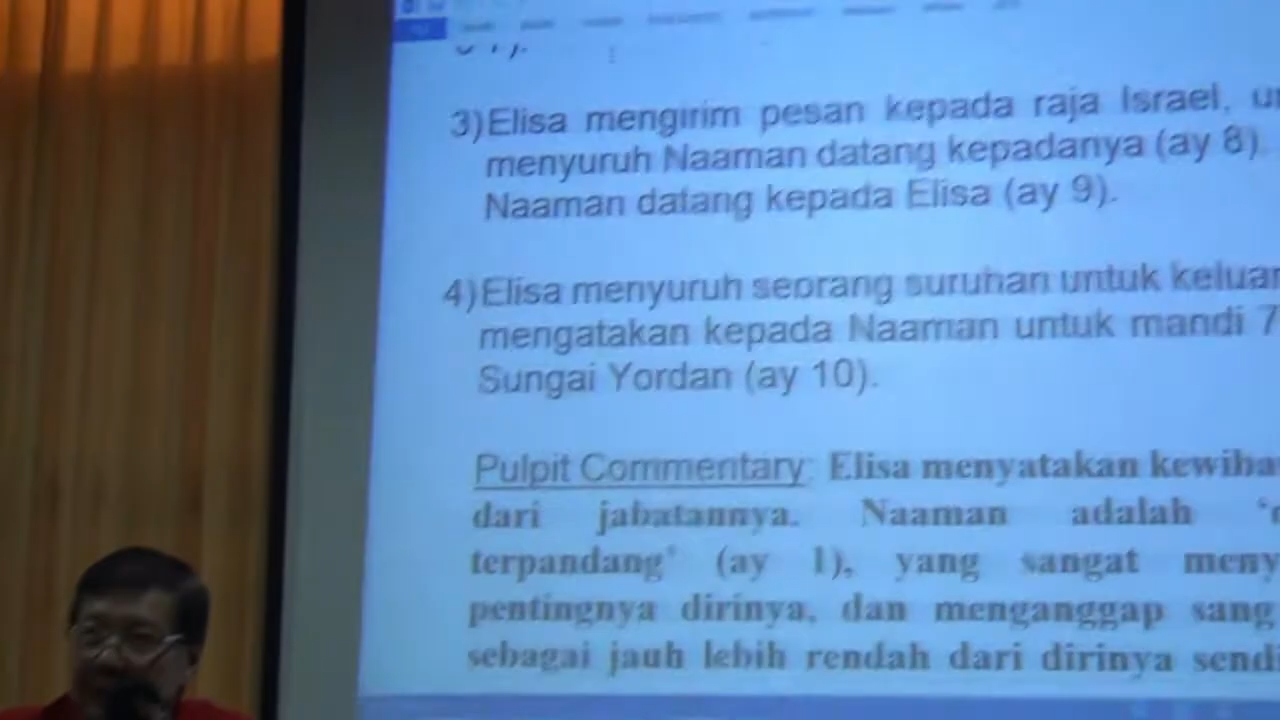 3)Elisa mengirim pesan kepada raja Israel,
menyuruh Naaman datang kepadanya (ay 8).
Naaman datang kepada Elisa (ay 9).
4)Elisa menyuruh seorang suruhan untuk keluar
mengatakan kepada Naaman untuk mandi 7
Sungai Yordan (ay 10).
Pulpit Commentary: Elisa menyatakan
dari jabatannya. Naaman adalah
terpandang' (ay 1), yang sangat
pentingnya dirinya, dan menganggap
sebagai jauh lebih rendah dari dirinya